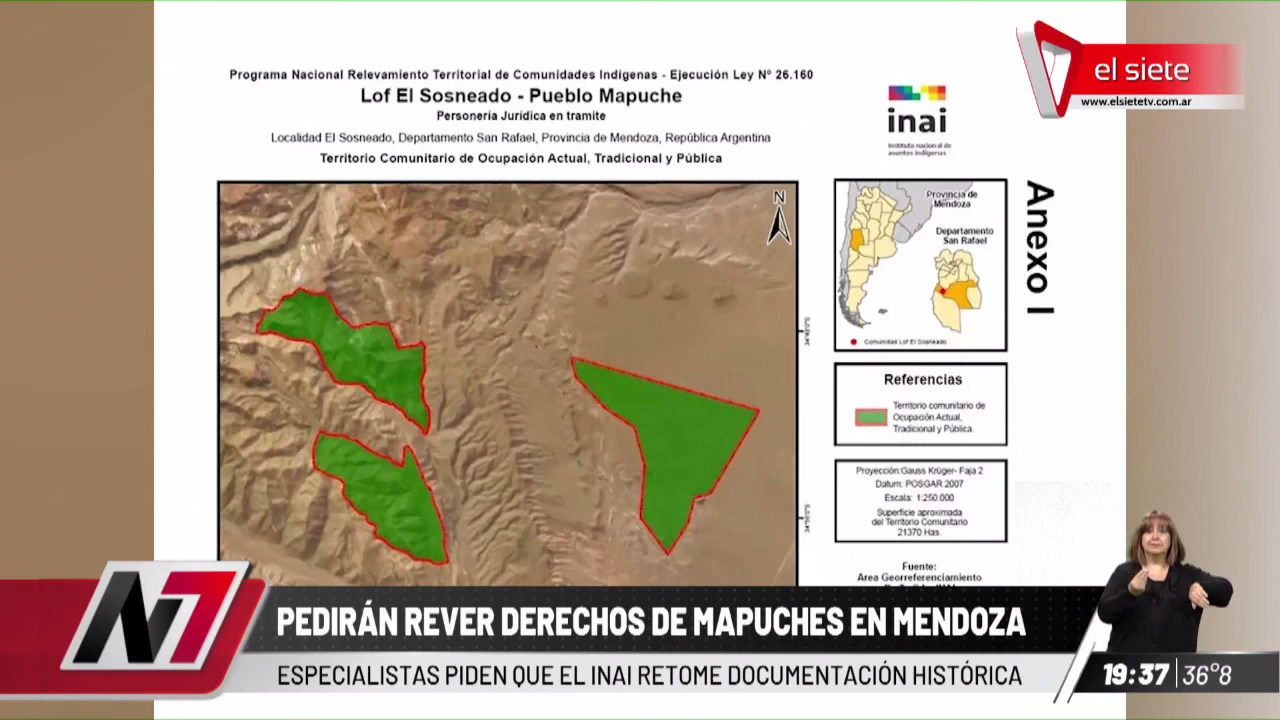 Programa Nacional Relevamiento Territorial de Comunidades Indígenas - Ejecución Ley Nº 26.160
Lof El Sosneado - Pueblo Mapuche
Personería Jurídica en tramite
Localidad El Sosneado, Departamento San Rafael, Provincia de Mendoza, República Argentina
Territorio Comunitario de Ocupación Actual, Tradicional y Pública
inai
instituto nacional de
asuntos indígenas
el siete
www.elsietetv.com.ar
N
Provincia de
Mendoza
Departamento
San Rafael
Comunidad Lof El Sosneado
Anexo I
Referencias
Territorio comunitario de
Ocupación Actual,
Tradicional y Pública.
Proyección:Gauss Krüger- Faja 2
Datum: POSGAR 2007
Escala: 1:250.000
Superficie aproximada
del Territorio Comunitario
21370 Has.
Fuente:
Area Georreferenciamiento
N7
PEDIRÁN REVER DERECHOS DE MAPUCHES EN MENDOZA
ESPECIALISTAS PIDEN QUE EL INAI RETOME DOCUMENTACIÓN HISTÓRICA
19:37 36°8